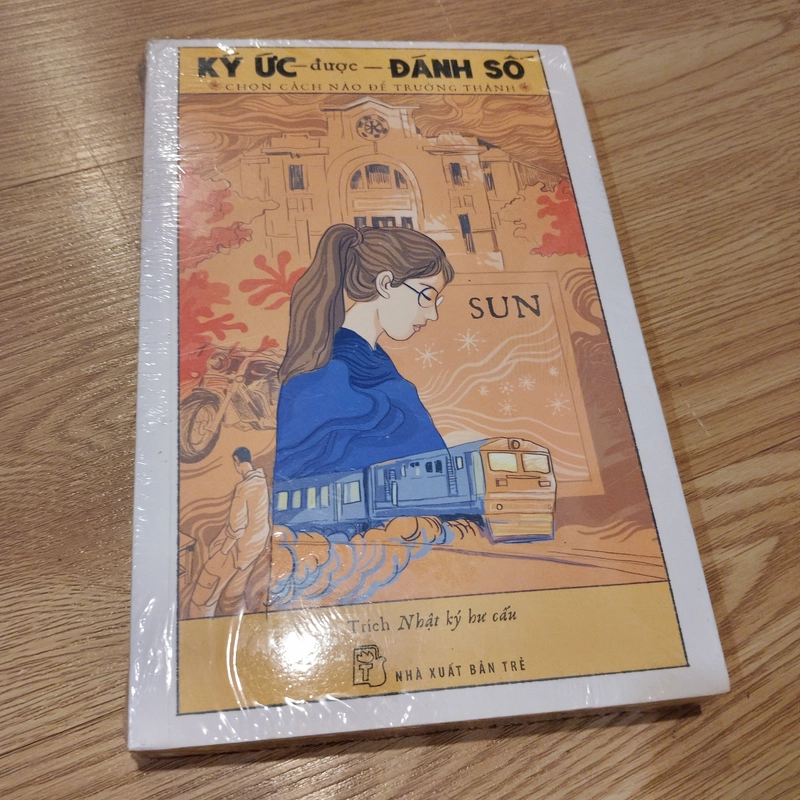 KÝ ỨC – được – ĐÁNH SỐ
CHỌN CÁCH NÀO ĐỂ TRƯỞNG THÀNH
SUN
Trích Nhật ký hư cấu
T
NHÀ XUẤT BẢN TRẺ